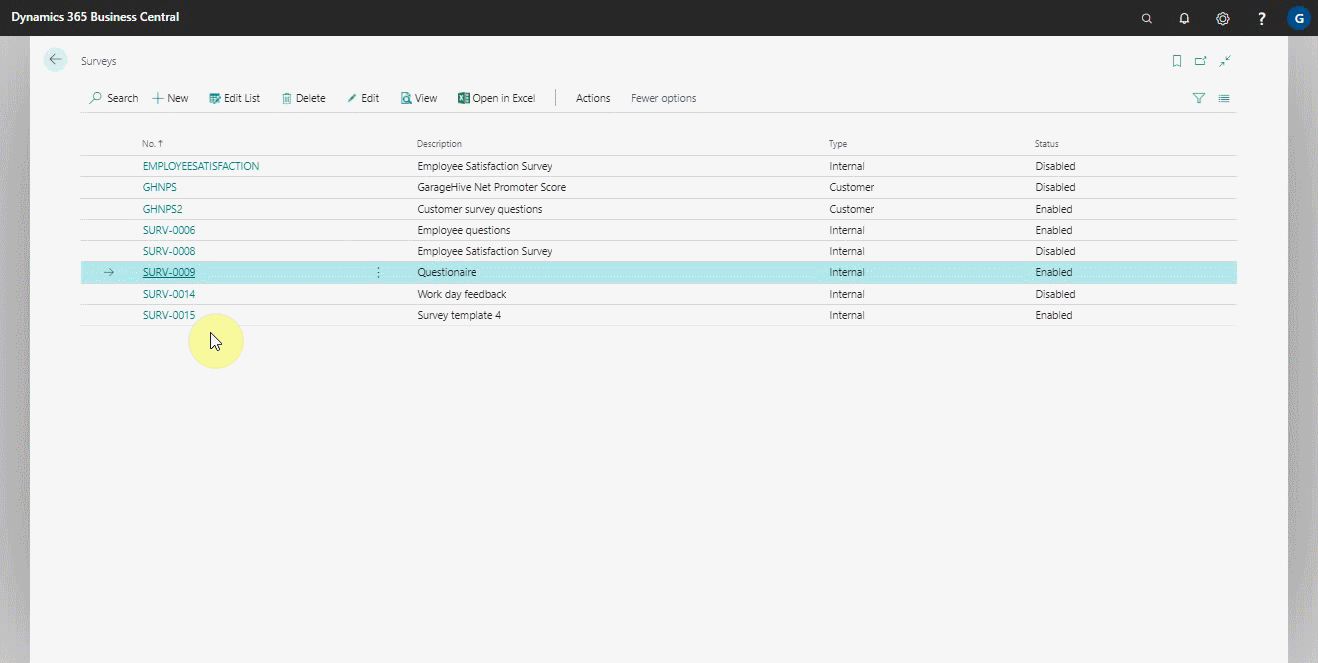 Dynamics 365 Business Central
? G
Surveys
Search New Edit List Delete Edit View Open in Excel Actions Fewer options
No. ↑ Description Type Status
EMPLOYEESATISFACTION Employee Satisfaction Survey Internal Disabled
GHNPS GarageHive Net Promoter Score Customer Disabled
GHNPS2 Customer survey questions Customer Enabled
SURV-0006 Employee questions Internal Enabled
SURV-0008 Employee Satisfaction Survey Internal Disabled
SURV-0009 Questionaire Internal Enabled
SURV-0014 Work day feedback Internal Disabled
SURV-0015 Survey template 4 Internal Enabled